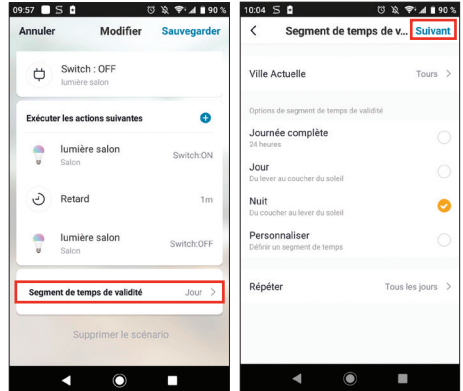 09:57 90 %
Annuler Modifier Sauvegarder
Switch : OFF
lumière salon
Exécuter les actions suivantes
lumière salon
Salon
Switch:ON
Retard 1m
lumière salon
Salon
Switch:OFF
Segment de temps de validité Jour >
Supprimer le scénario
10:04 90 %
< Segment de temps de v... Suivant
Ville Actuelle Tours >
Options de segment de temps de validité
Journée complète
24 heures
Jour
Du lever au coucher du soleil
Nuit
Du coucher au lever du soleil
Personnaliser
Définir un segment de temps
Répéter Tous les jours >